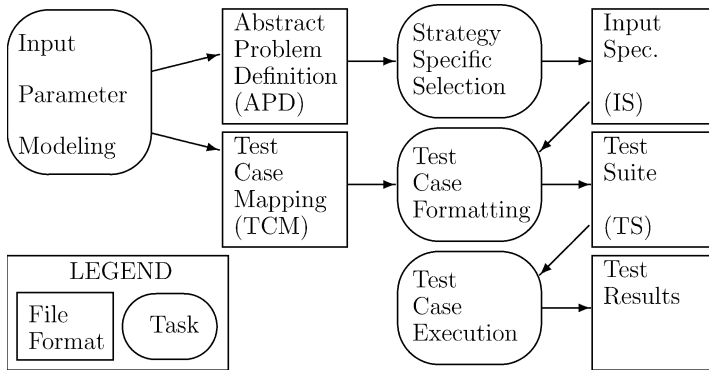 Input
Parameter
Modeling
Abstract
Problem
Definition
(APD)
Strategy
Specific
Selection
Input
Spec.
(IS)
Test
Case
Mapping
(TCM)
Test
Case
Formatting
Test
Suite
(TS)
LEGEND
File
Format
Task
Test
Case
Execution
Test
Results